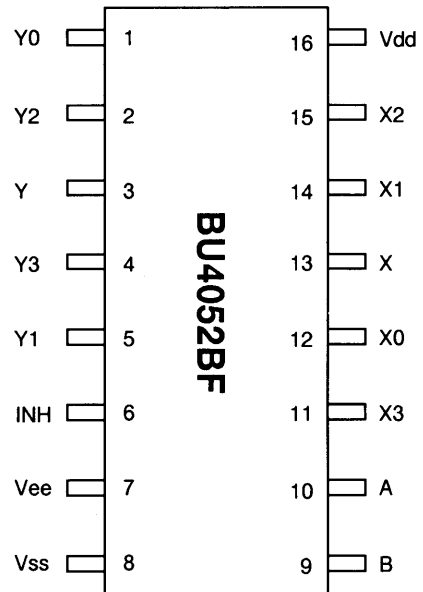 Y0 1 16 Vdd
Y2 2 15 X2
Y 3 14 X1
Y3 4 13 X
Y1 5 12 X0
INH 6 11 X3
Vee 7 10 A
Vss 8 9 B
BU4052BF